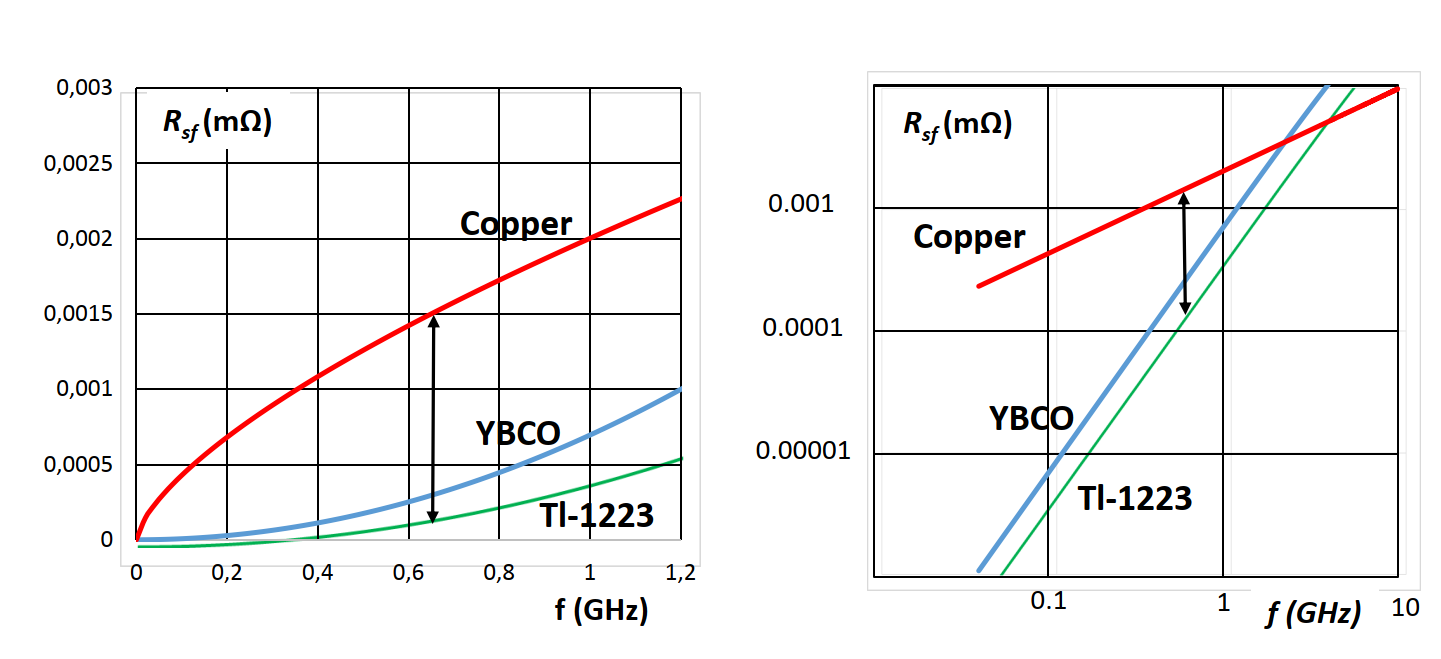 0,003
R_sf (mΩ)
0,0025
Copper
0,002
0,0015
0,001
YBCO
0,0005
Tl-1223
0
0 0,2 0,4 0,6 0,8 1 1,2
f (GHz)
R_sf (mΩ)
0.001
Copper
0.0001
YBCO
0.00001
Tl-1223
0.1 1 f (GHz) 10